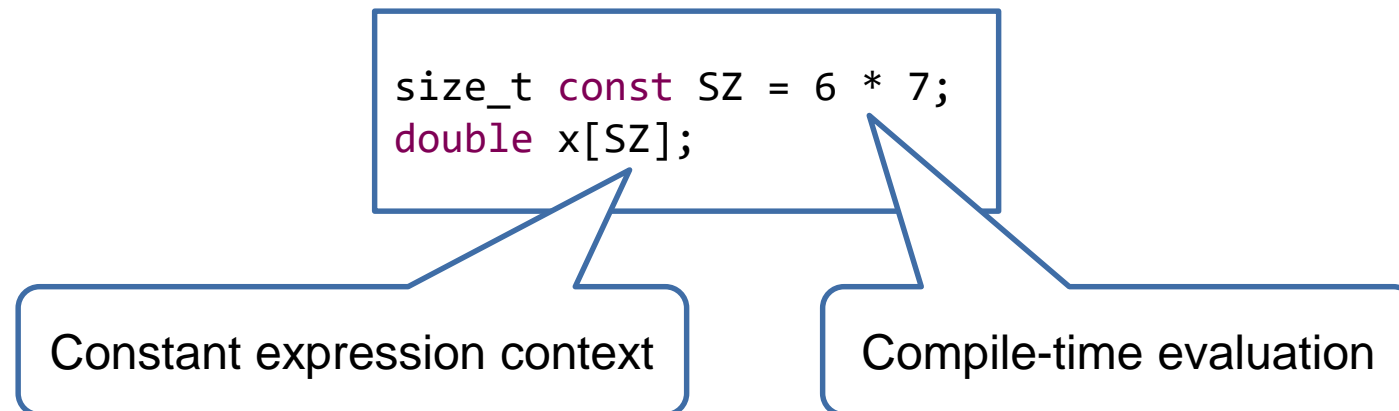 size_t const SZ = 6 * 7;
double x[SZ];
Constant expression context
Compile-time evaluation